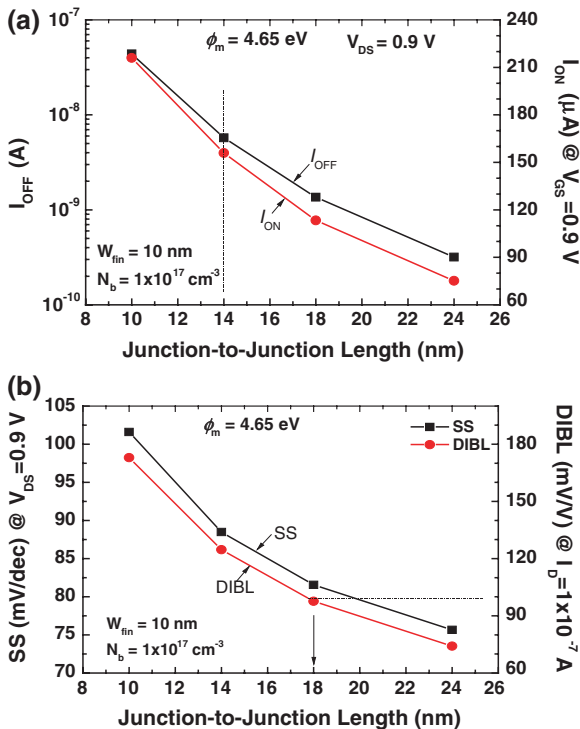 (a)
ϕm = 4.65 eV
VDS = 0.9 V
IOFF (A)
10^-7
10^-8
10^-9
10^-10
ION (μA) @ VGS=0.9 V
240
210
180
150
120
90
60
IOFF
ION
Wfin = 10 nm
Nb = 1x10^17 cm^-3
8 10 12 14 16 18 20 22 24 26
Junction-to-Junction Length (nm)
(b)
ϕm = 4.65 eV
SS
DIBL
SS (mV/dec) @ VDS=0.9 V
105
100
95
90
85
80
75
70
DIBL (mV/V) @ ID=1x10^-7 A
180
150
120
90
60
SS
DIBL
Wfin = 10 nm
Nb = 1x10^17 cm^-3
8 10 12 14 16 18 20 22 24 26
Junction-to-Junction Length (nm)